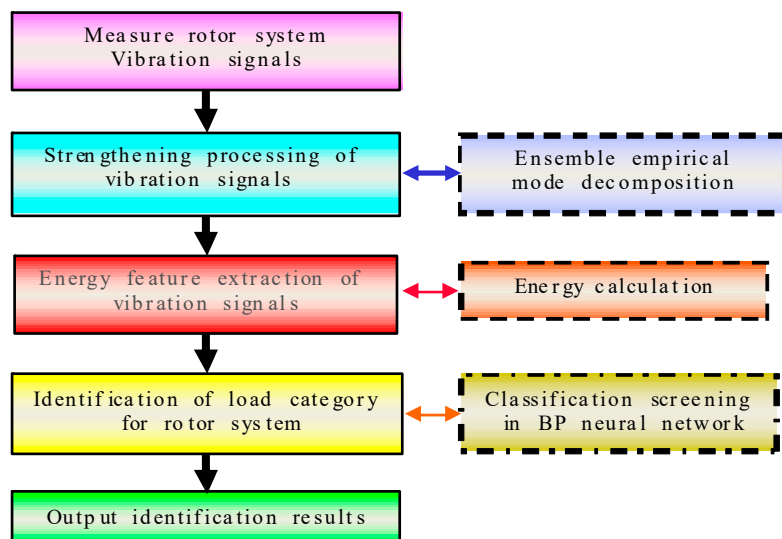 Measure rotor system
Vibration signals
Strengthening processing of
vibration signals
Ensemble empirical
mode decomposition
Energy feature extraction of
vibration signals
Energy calculation
Identification of load category
for rotor system
Classification screening
in BP neural network
Output identification results